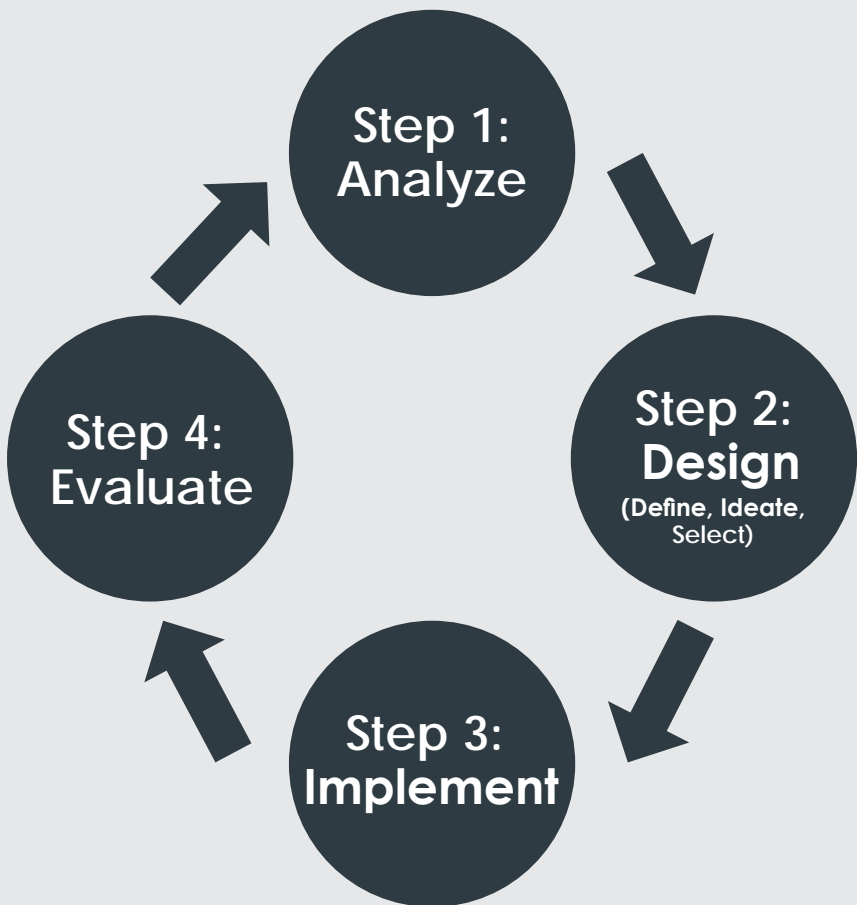 Step 1:
Analyze
Step 2:
Design
(Define, Ideate,
Select)
Step 3:
Implement
Step 4:
Evaluate